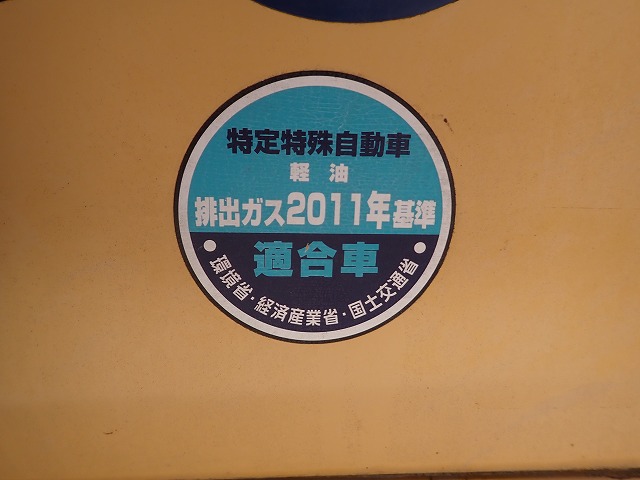 特定特殊自動車
軽油
排出ガス2011年基準
適合車
・環境省・経済産業省・国土交通省・